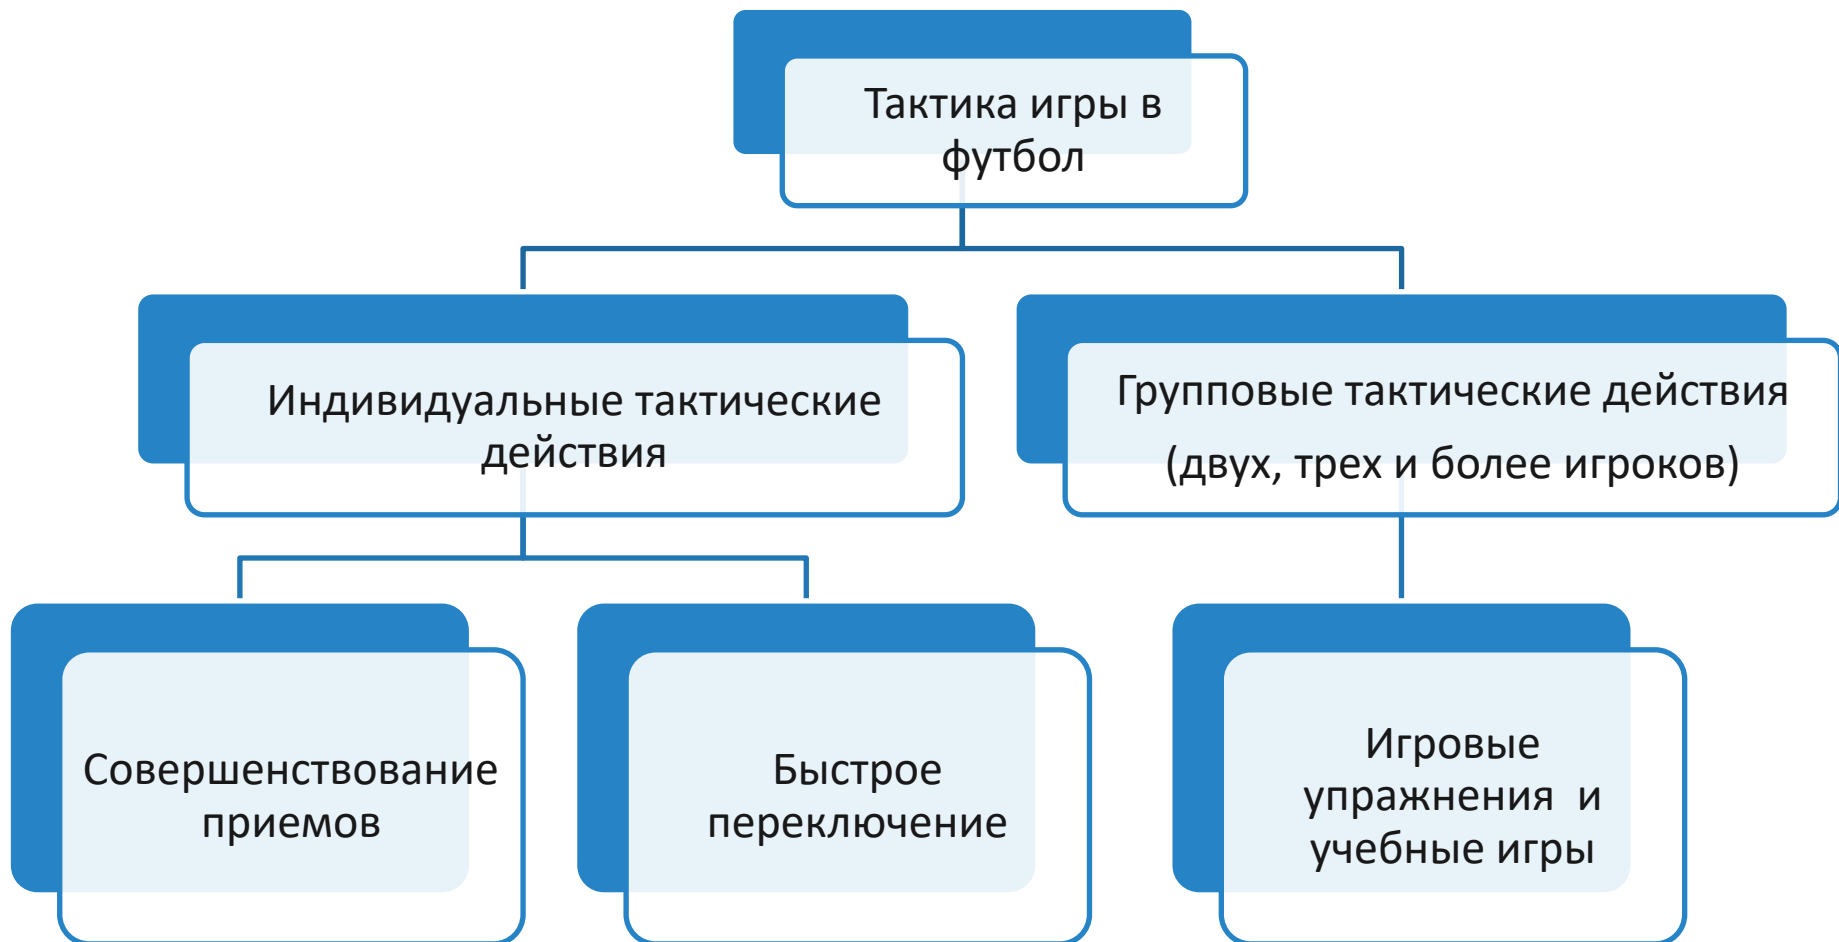 Тактика игры в
футбол
Индивидуальные тактические
действия
Групповые тактические действия
(двух, трех и более игроков)
Совершенствование
приемов
Быстрое
переключение
Игровые
упражнения и
учебные игры